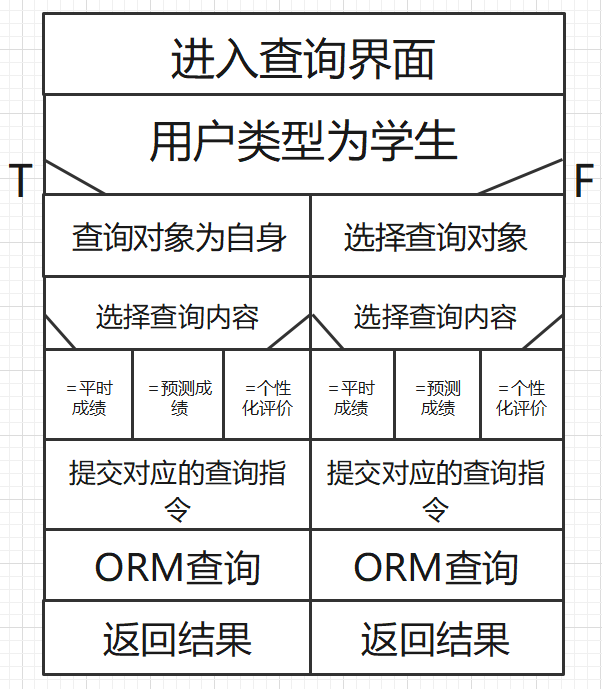 进入查询界面
用户类型为学生
T
F
查询对象为自身
选择查询对象
选择查询内容
选择查询内容
=平时
成绩
=预测成
绩
=个性
化评价
=平时
成绩
=预测
成绩
=个性
化评价
提交对应的查询指
令
提交对应的查询指
令
ORM查询
ORM查询
返回结果
返回结果